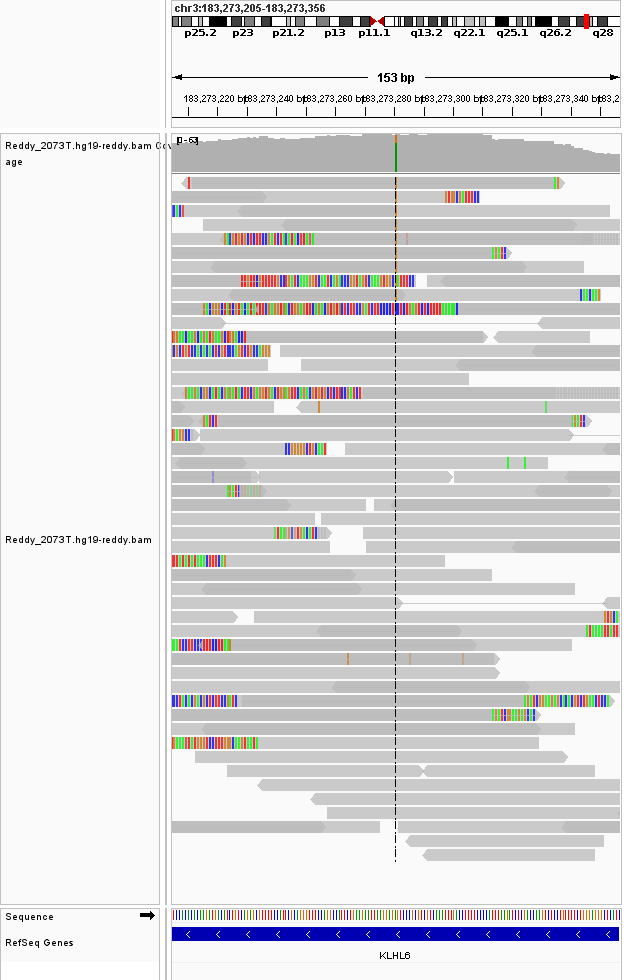 chr3:183,273,205-183,273,356
p25.2 p23 p21.2 p13 p11.1 q13.2 q22.1 q25.1 q26.2 q28
153 bp
183,273,220 bp 183,273,240 bp 183,273,260 bp 183,273,280 bp 183,273,300 bp 183,273,320 bp 183,273,340 bp
Reddy_2073T.hg19-reddy.bam Cov
age
Reddy_2073T.hg19-reddy.bam
Sequence
RefSeq Genes
KLHL6